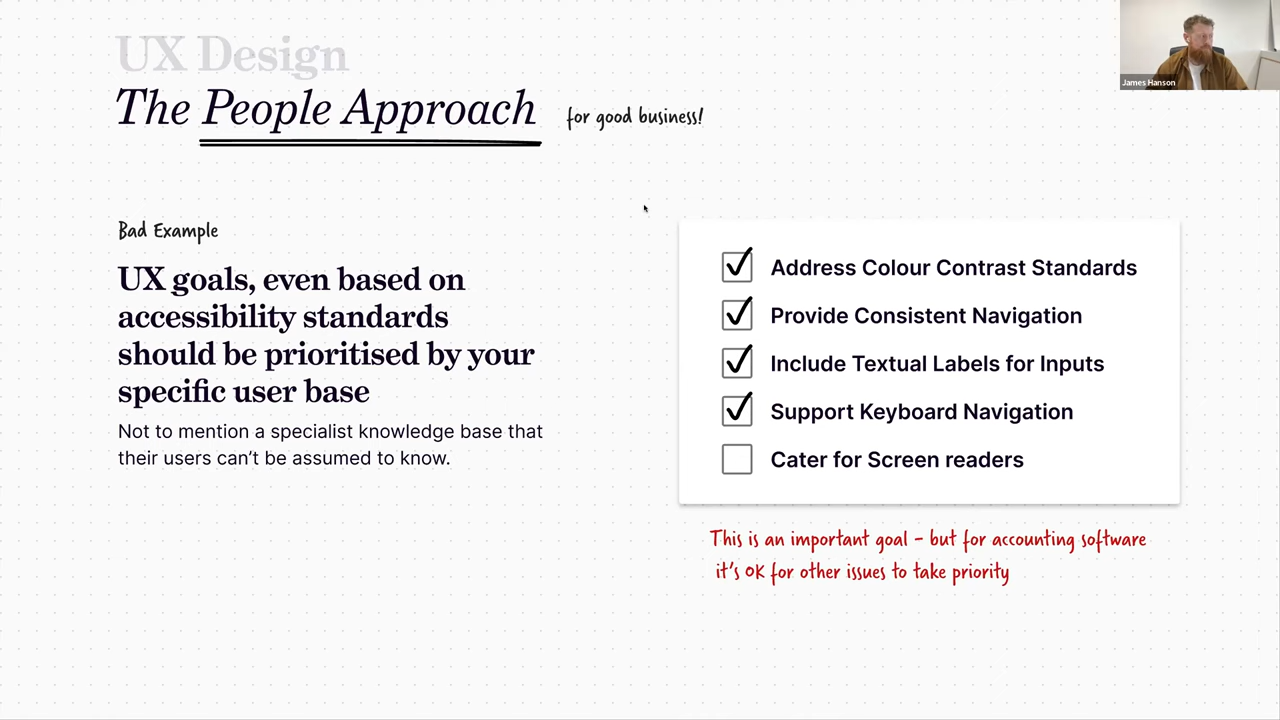 UX Design
The People Approach for good business!
James Hanson
Bad Example
UX goals, even based on
accessibility standards
should be prioritised by your
specific user base
Not to mention a specialist knowledge base that
their users can't be assumed to know.
Address Colour Contrast Standards
Provide Consistent Navigation
Include Textual Labels for Inputs
Support Keyboard Navigation
Cater for Screen readers
This is an important goal - but for accounting software
it's OK for other issues to take priority